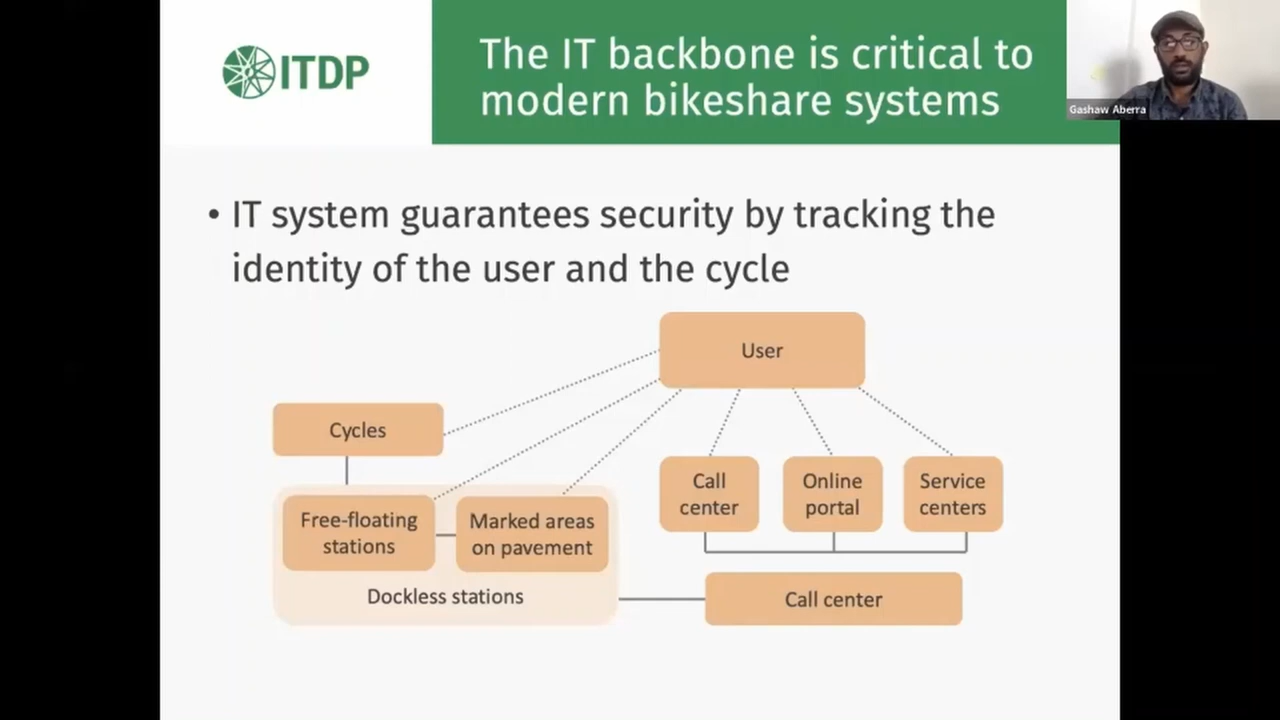 ITDP
The IT backbone is critical to
modern bikeshare systems
Gashaw Aberra
• IT system guarantees security by tracking the
identity of the user and the cycle
User
Cycles
Call
center
Online
portal
Service
centers
Free-floating
stations
Marked areas
on pavement
Dockless stations
Call center